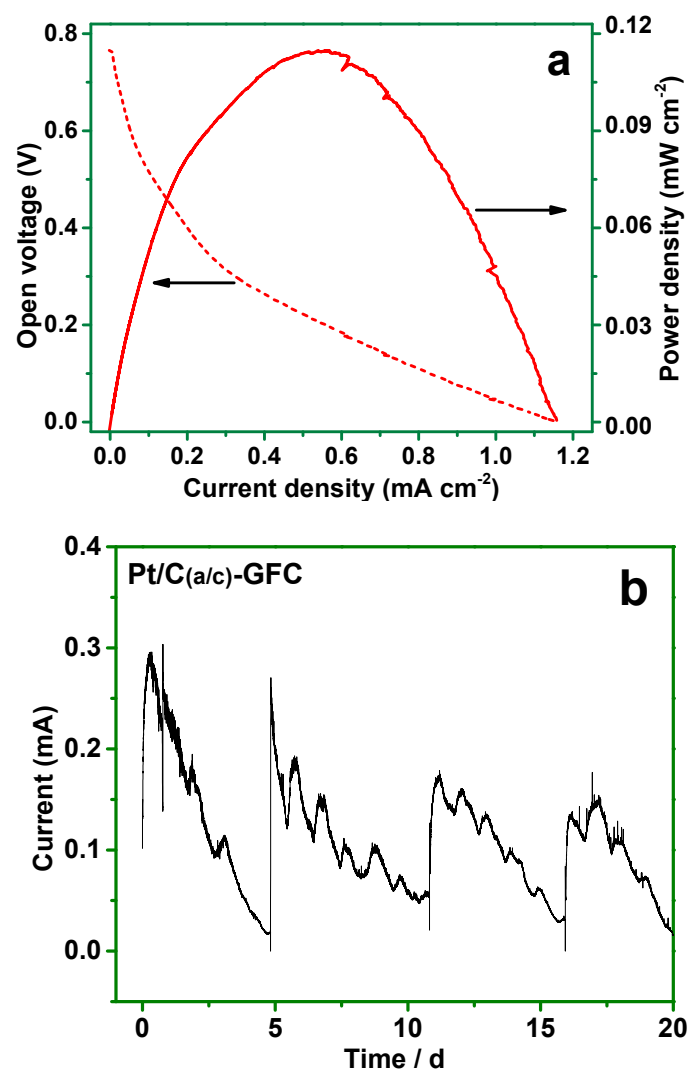 a
Open voltage (V)
0.8
0.6
0.4
0.2
0.0
Power density (mW cm-2)
0.12
0.09
0.06
0.03
0.00
0.0 0.2 0.4 0.6 0.8 1.0 1.2
Current density (mA cm-2)
Pt/C(a/c)-GFC
b
Current (mA)
0.4
0.3
0.2
0.1
0.0
0 5 10 15 20
Time / d